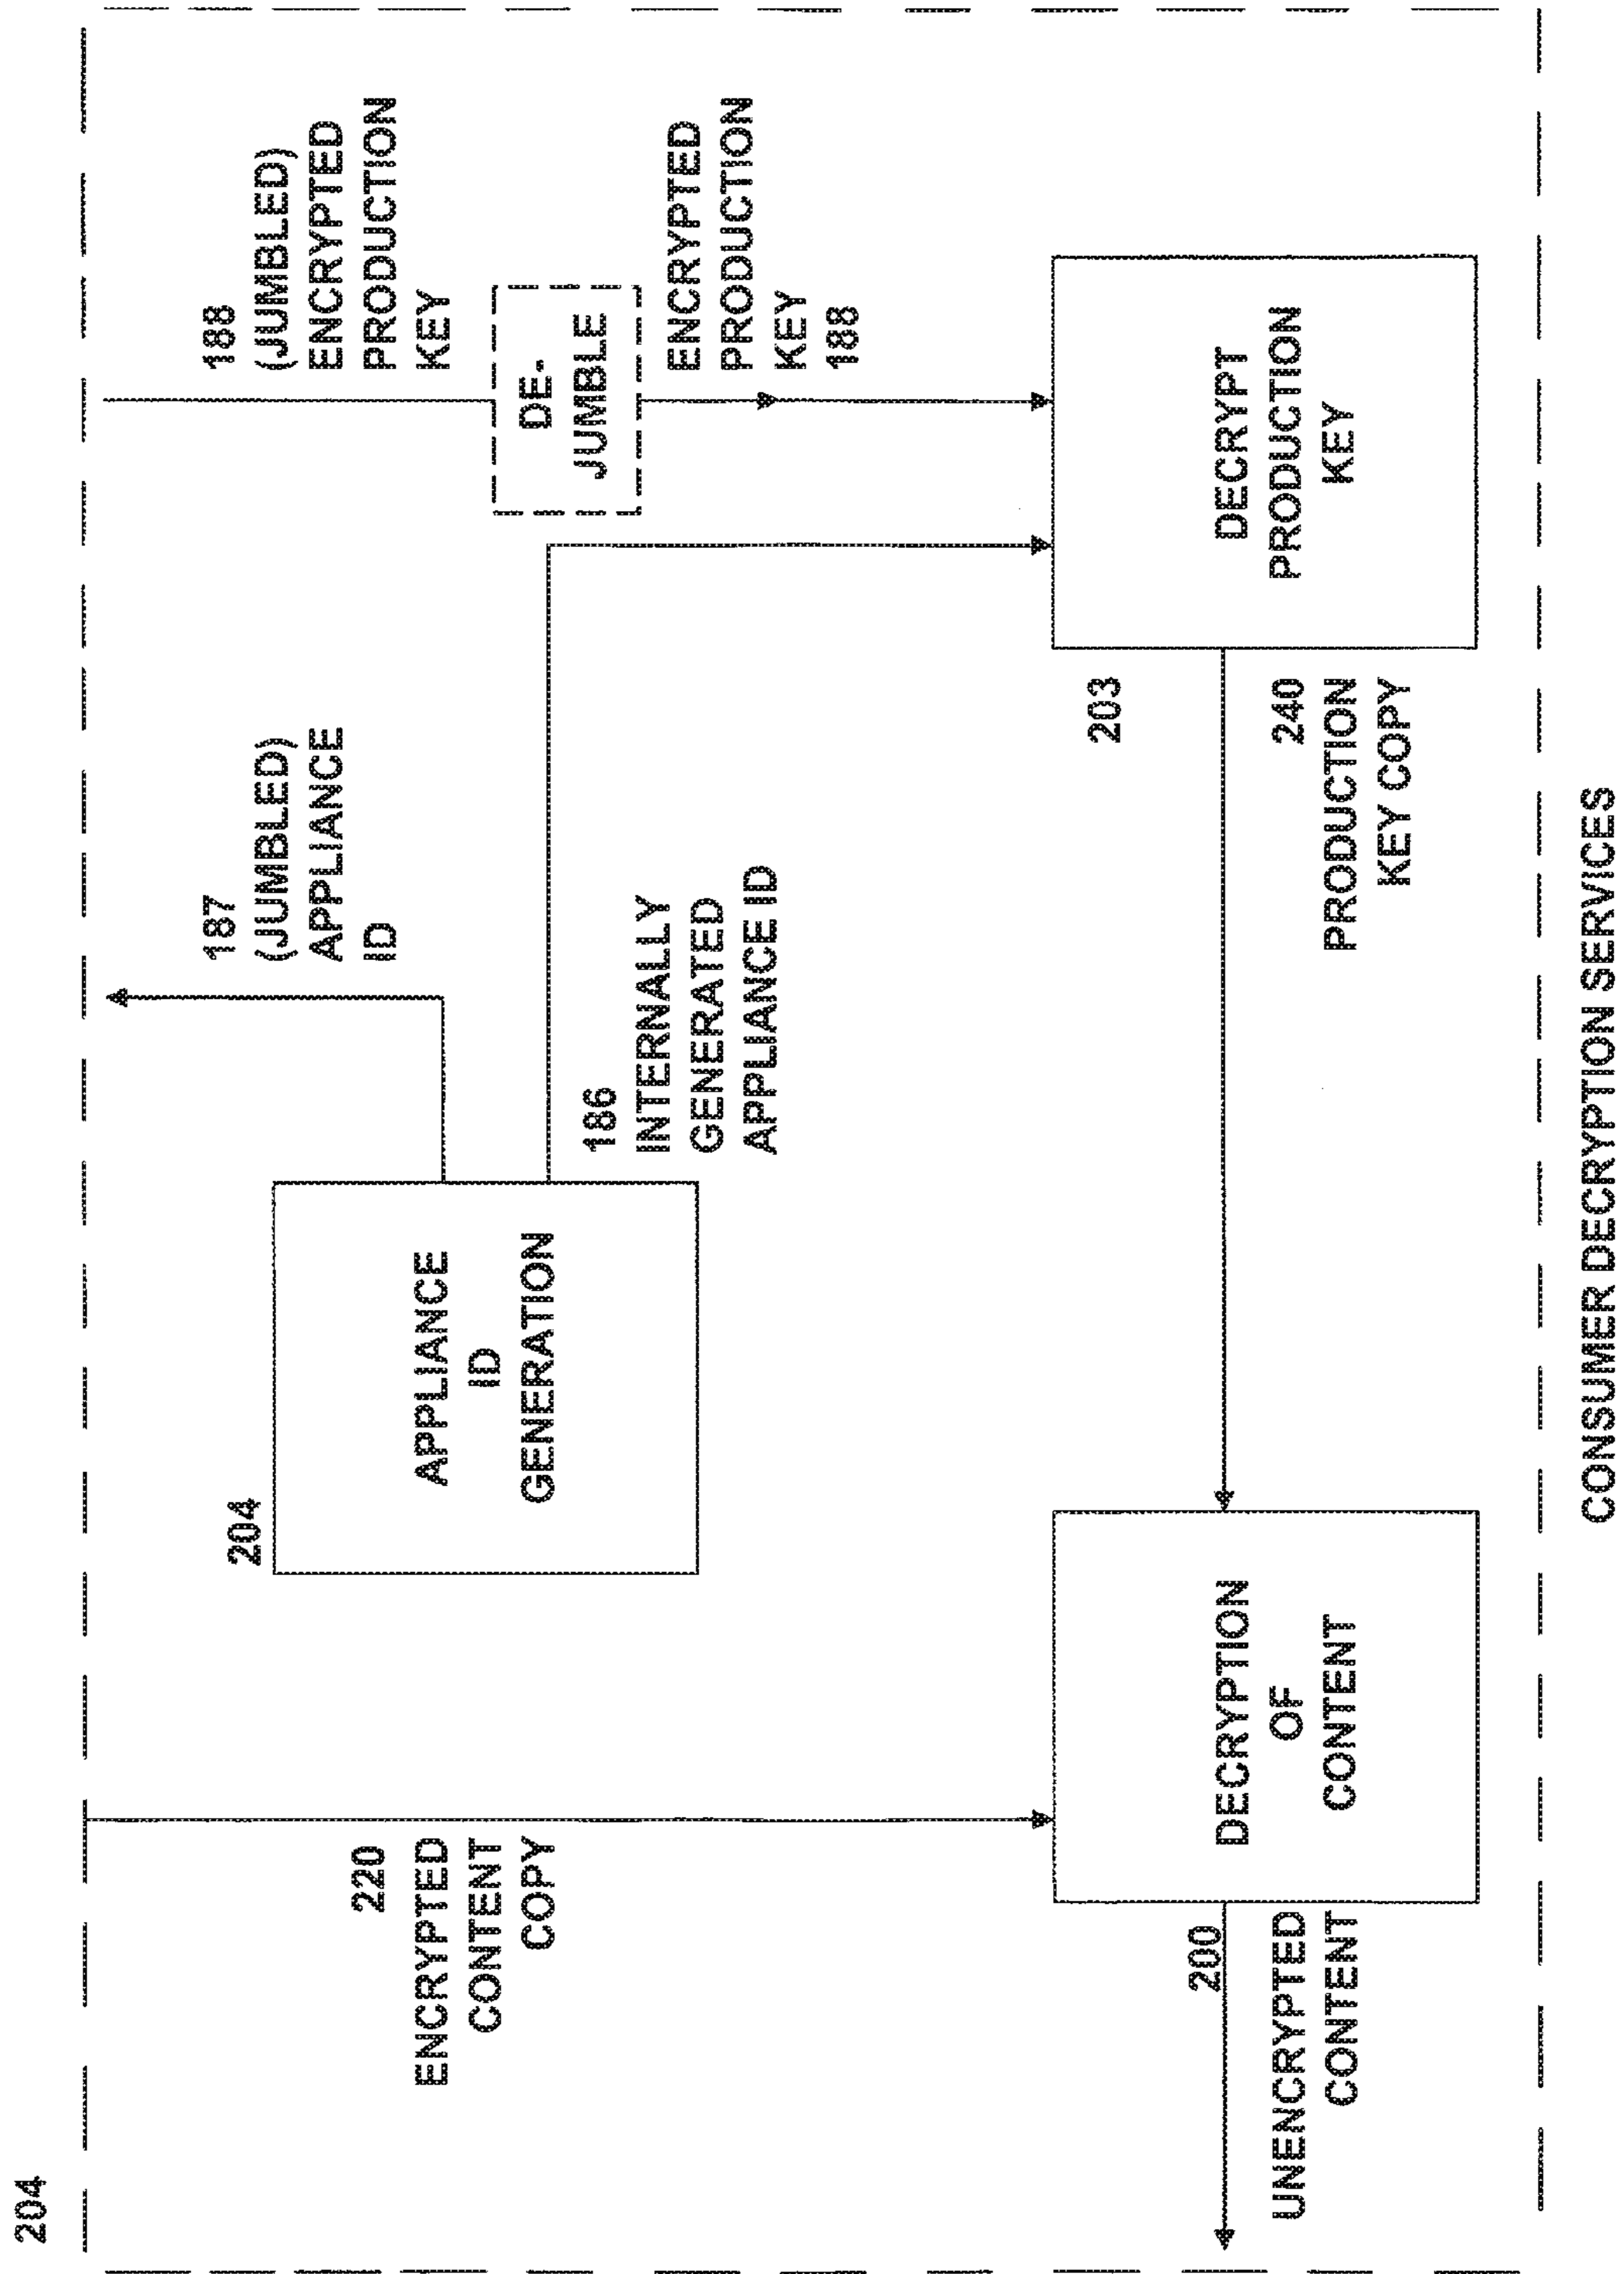 204
220
ENCRYPTED
CONTENT
COPY
204
APPLIANCE
ID
GENERATION
187
(JUMBLED)
APPLIANCE
ID
188
(JUMBLED)
ENCRYPTED
PRODUCTION
KEY
DE-
JUMBLE
186
INTERNALLY
GENERATED
APPLIANCE ID
ENCRYPTED
PRODUCTION
KEY
188
200
UNENCRYPTED
CONTENT
DECRYPTION
OF
CONTENT
203
240
PRODUCTION
KEY COPY
DECRYPT
PRODUCTION
KEY
CONSUMER DECRYPTION SERVICES